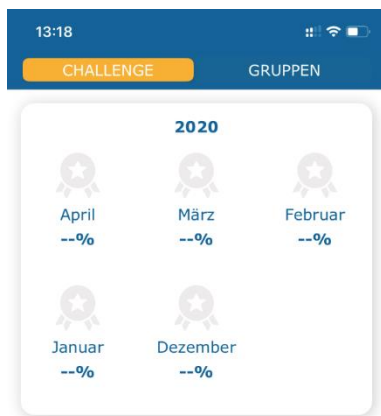 13:18
CHALLENGE GRUPPEN
2020
April März Februar
--% --% --%
Januar Dezember
--% --%